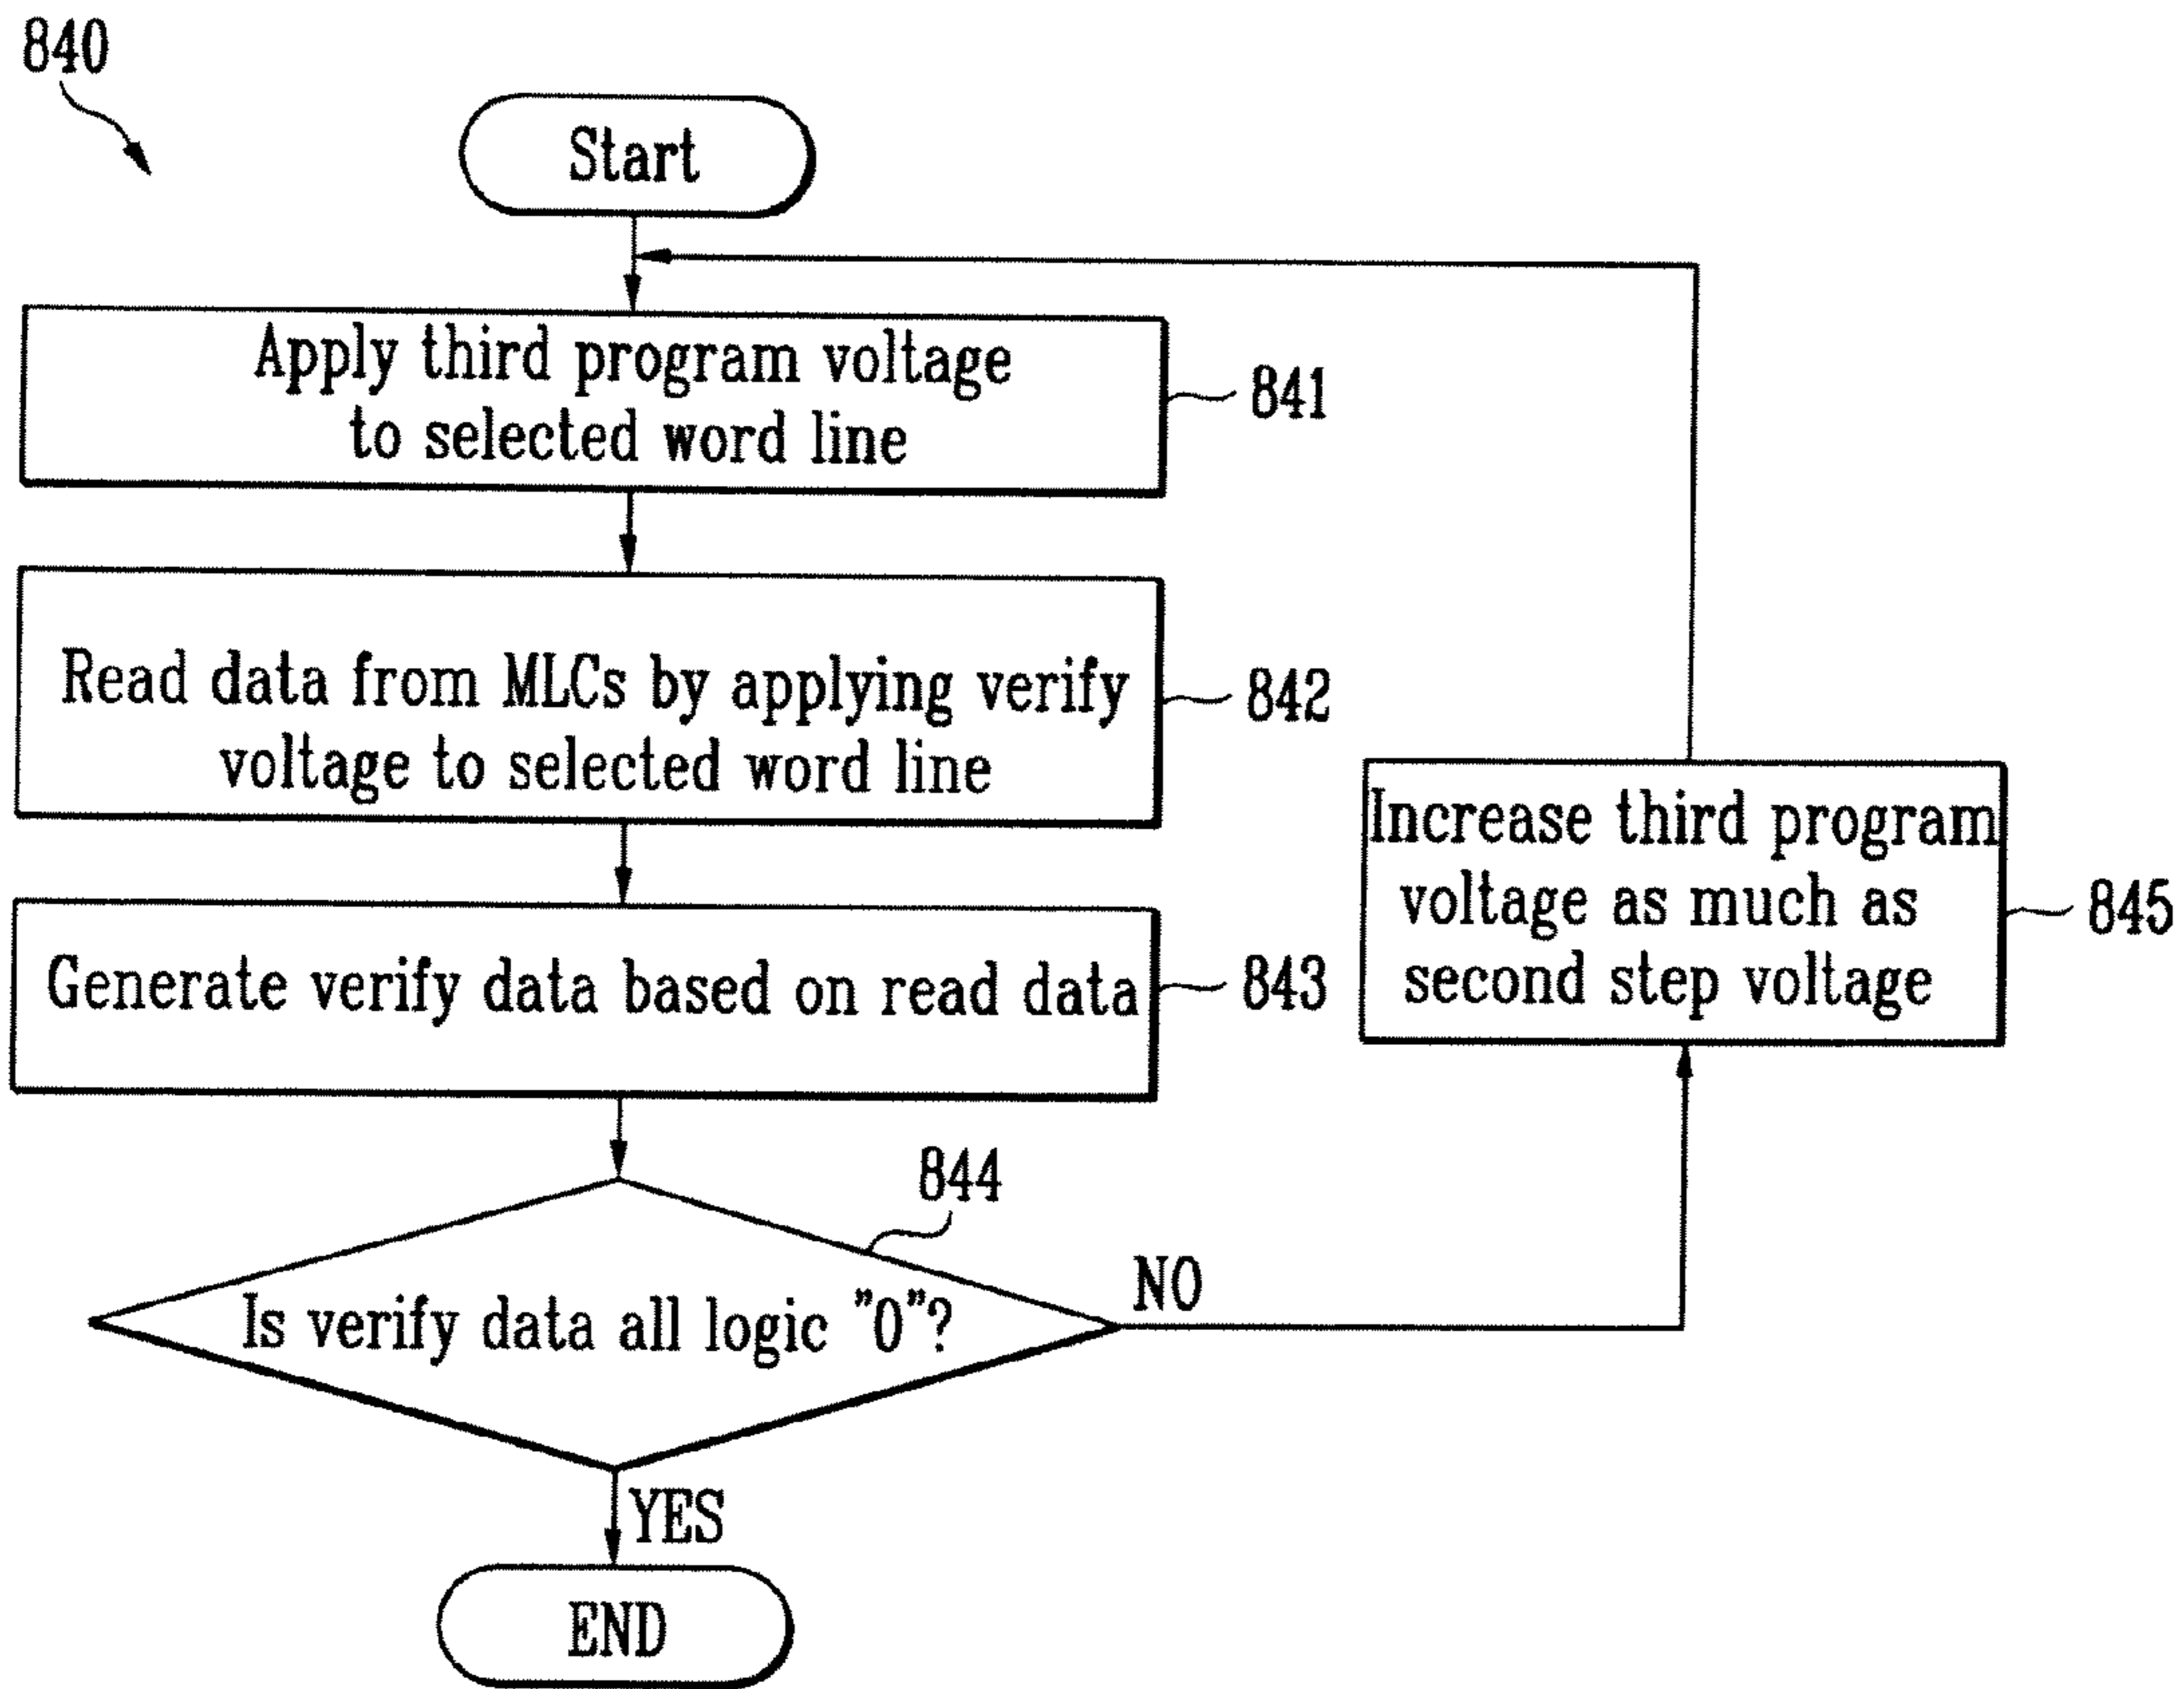 840
Start
Apply third program voltage
to selected word line
841
Read data from MLCs by applying verify
voltage to selected word line
842
Increase third program
voltage as much as
second step voltage
845
Generate verify data based on read data
843
844
Is verify data all logic "0"?
NO
YES
END